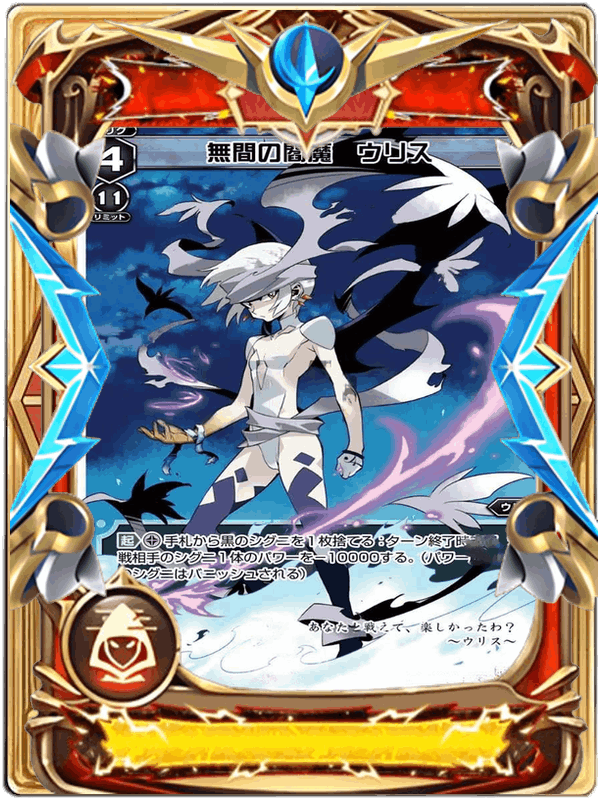 4
無間の閻魔 ウリス
11
リミット
ウ
起 手札から黒のシグニを1枚捨てる:ターン終了時
戦相手のシグニ1体のパワーを-10000する。(パワー
シグニはバニッシュされる)
あなたと戦えて、楽しかったわ?
~ウリス~